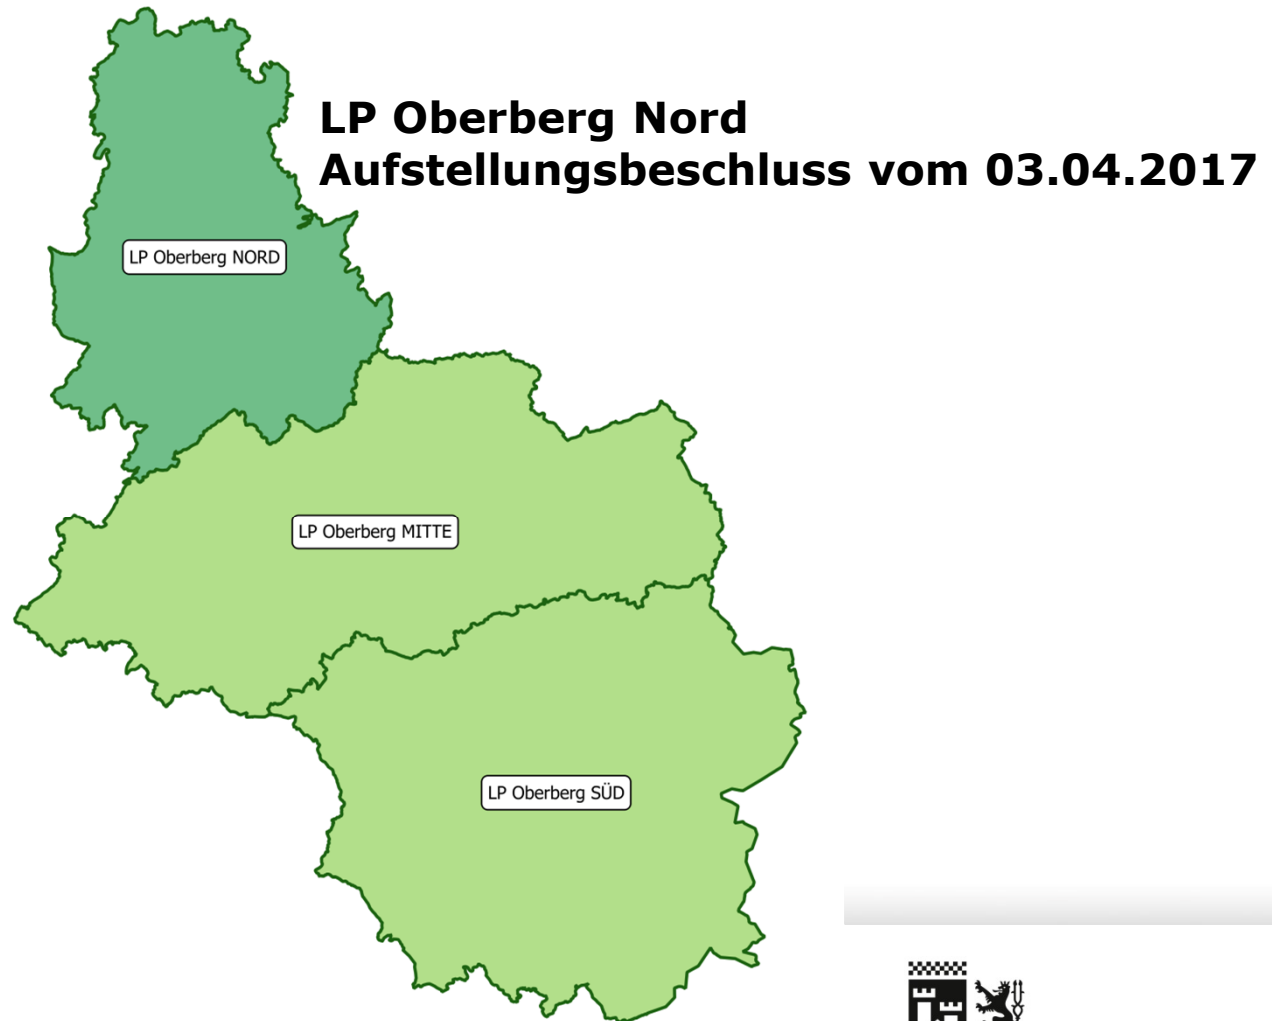 LP Oberberg Nord
Aufstellungsbeschluss vom 03.04.2017
LP Oberberg NORD
LP Oberberg MITTE
LP Oberberg SÜD